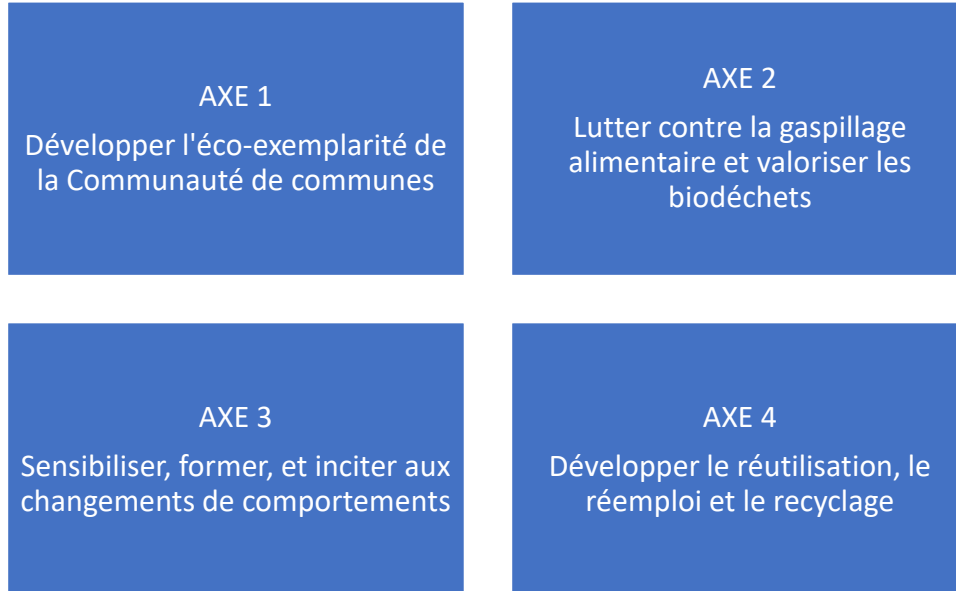 AXE 1
Développer l'éco-exemplarité de
la Communauté de communes
AXE 2
Lutter contre la gaspillage
alimentaire et valoriser les
biodéchets
AXE 3
Sensibiliser, former, et inciter aux
changements de comportements
AXE 4
Développer le réutilisation, le
réemploi et le recyclage